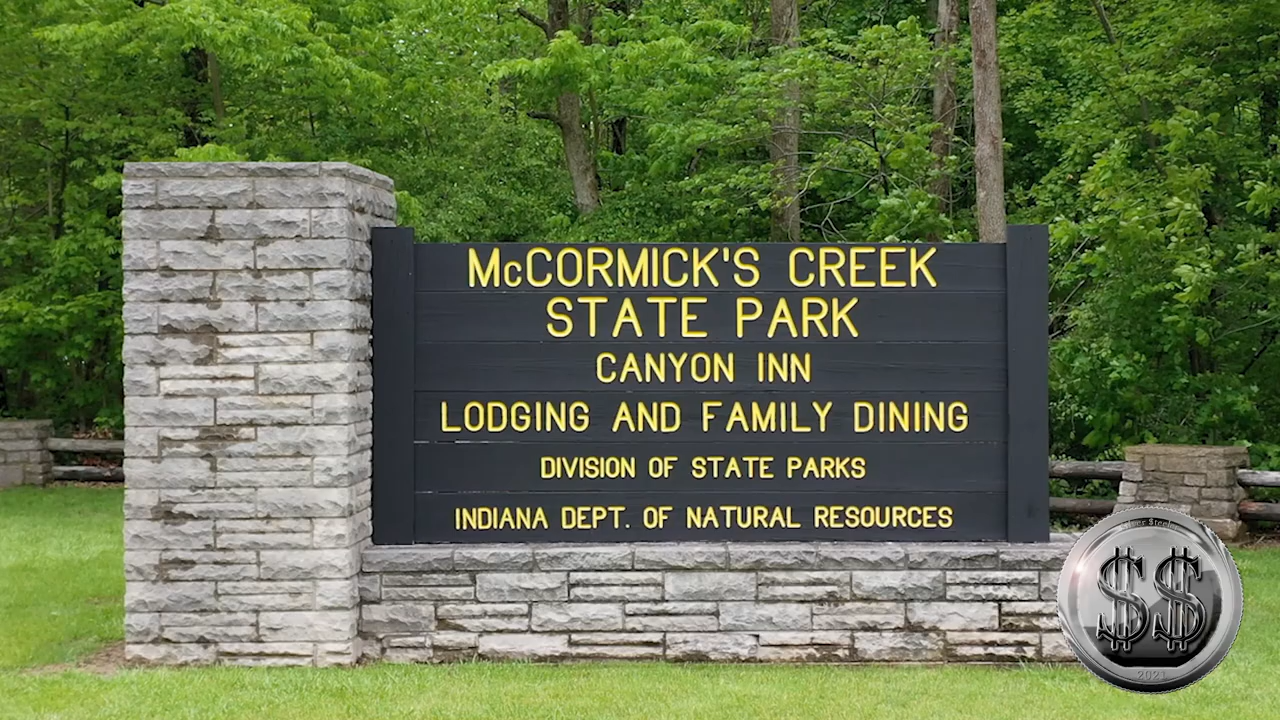 McCORMICK'S CREEK
STATE PARK
CANYON INN
LODGING AND FAMILY DINING
DIVISION OF STATE PARKS
INDIANA DEPT. OF NATURAL RESOURCES
$$
2021